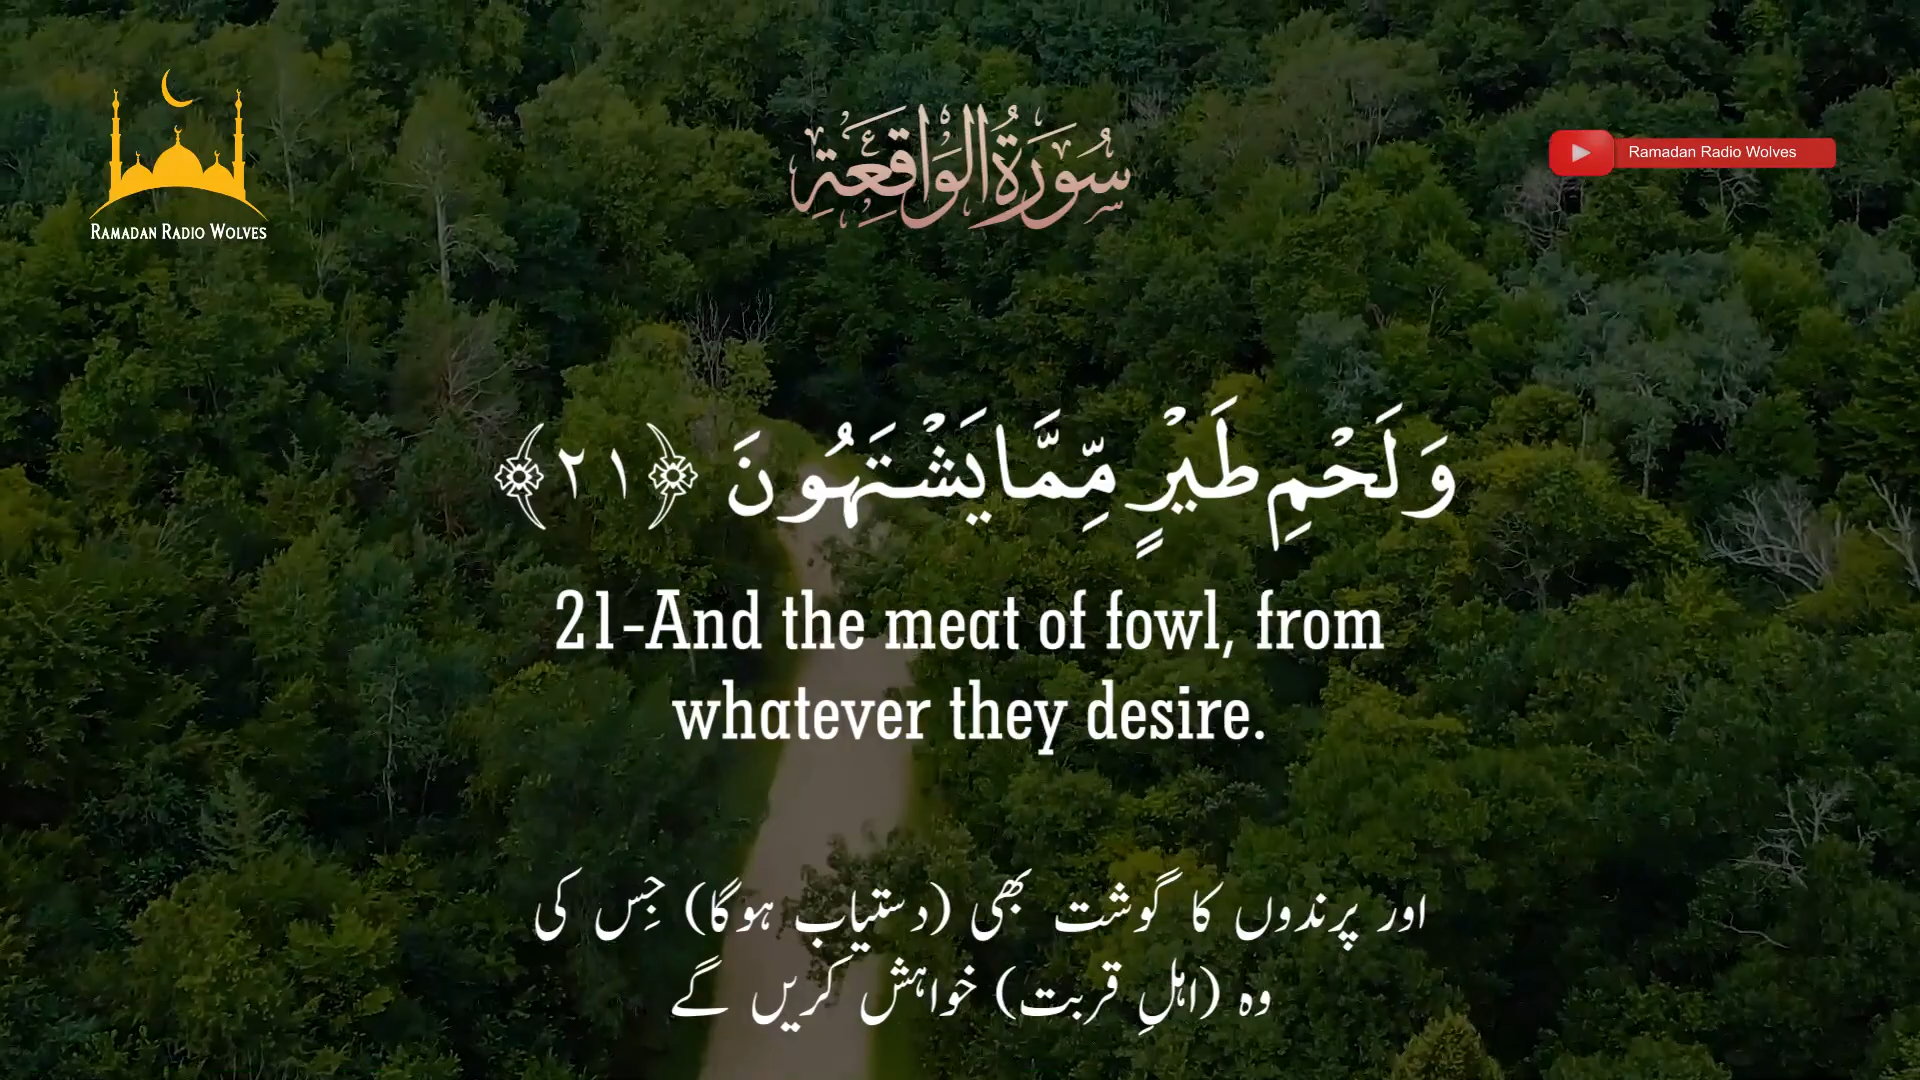 سُورَةُ الوَاقِعَةِ
Ramadan Radio Wolves
RAMADAN RADIO WOLVES
وَلَحْمِ طَيْرٍ مِّمَّا يَشْتَهُونَ ﴿٢١﴾
21-And the meat of fowl, from
whatever they desire.
اور پرندوں کا گوشت بھی (دستیاب ہوگا) جِس کی
وہ (اہلِ قربت) خواہش کریں گے